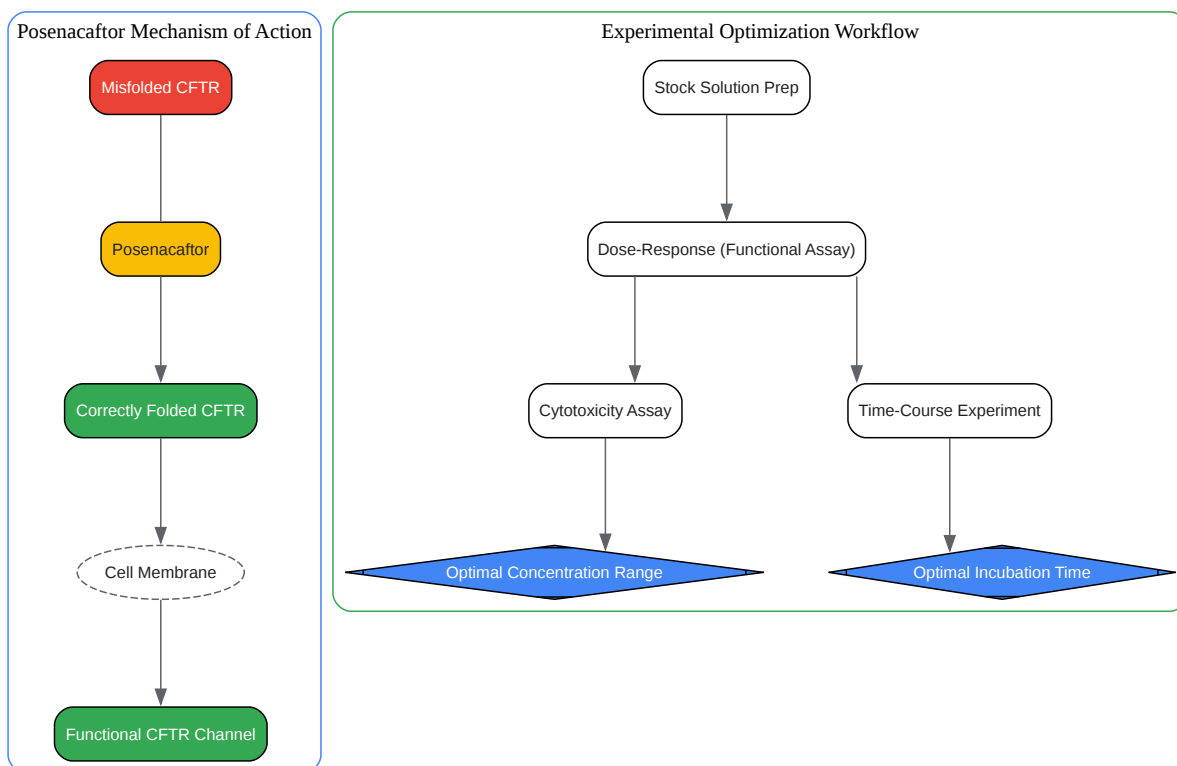 Posenacaftor Mechanism of Action
Misfolded CFTR
Posenacaftor
Correctly Folded CFTR
Cell Membrane
Functional CFTR Channel
Experimental Optimization Workflow
Stock Solution Prep
Dose-Response (Functional Assay)
Cytotoxicity Assay
Time-Course Experiment
Optimal Concentration Range
Optimal Incubation Time